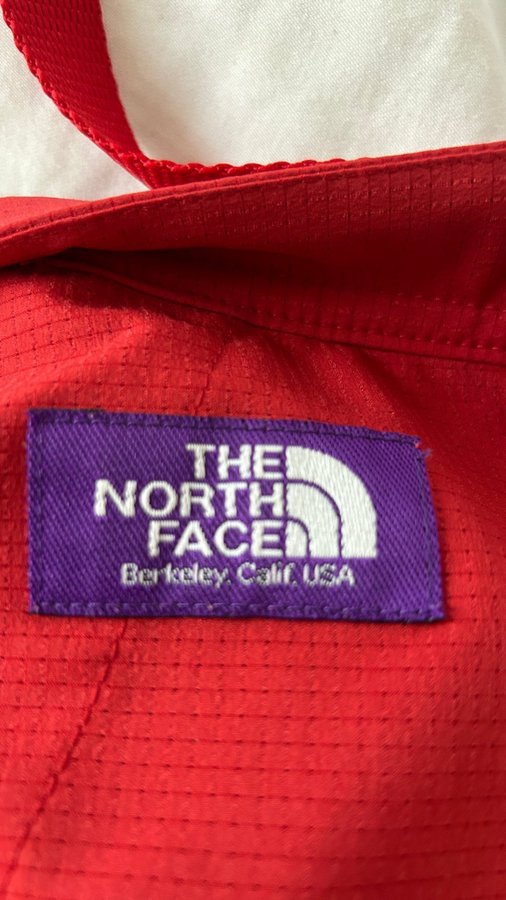 THE
NORTH
FACE
Berkeley, Calif. USA